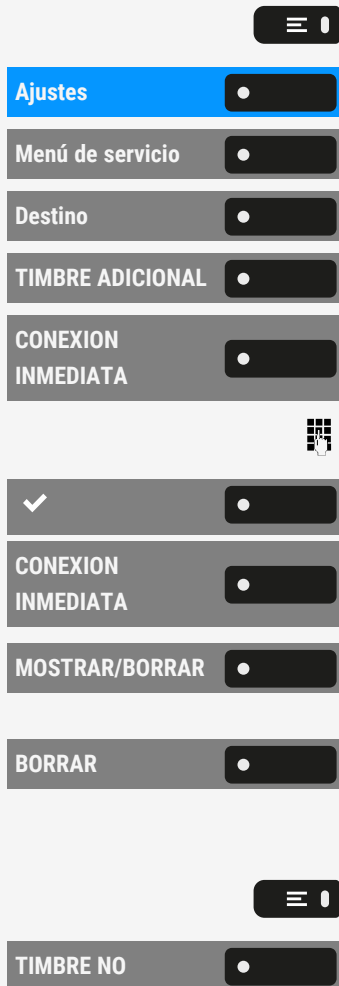 Ajustes
Menú de servicio
Destino
TIMBRE ADICIONAL
CONEXION
INMEDIATA
CONEXION
INMEDIATA
MOSTRAR/BORRAR
BORRAR
TIMBRE NO